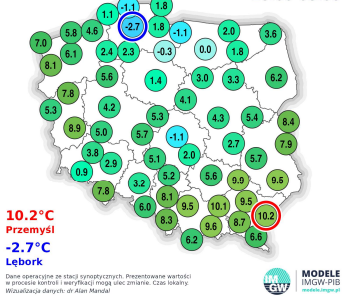 -1.1 1.8
1.1
-2.7 1.8
5.8 4.6 -1.1 2.0 3.6
7.0
6.1 2.4 2.3 -0.3 0.0 1.8
8.1
5.6 1.4 3.0 3.3 6.2
7.8
4.1
5.3 4.2
5.3 4.3 5.4 8.4
8.9 5.0 5.7 -1.1
2.7 7.9
3.8 2.0
2.9 5.1 5.7
0.9
3.2 5.2 5.6 9.9 9.5
7.8
8.1
6.0 9.5 10.1 9.5
10.2
8.3 9.6 8.7
6.2 6.6
10.2°C
Przemyśl
-2.7°C
Lębork
Dane operacyjne ze stacji synoptycznych. Prezentowane wartości
w procesie kontroli i weryfikacji mogą ulec zmianie. Czas lokalny.
Wizualizacja danych: dr Alan Mandal
IM
GW
MODELE
IMGW-PIB
modele.imgw.pl